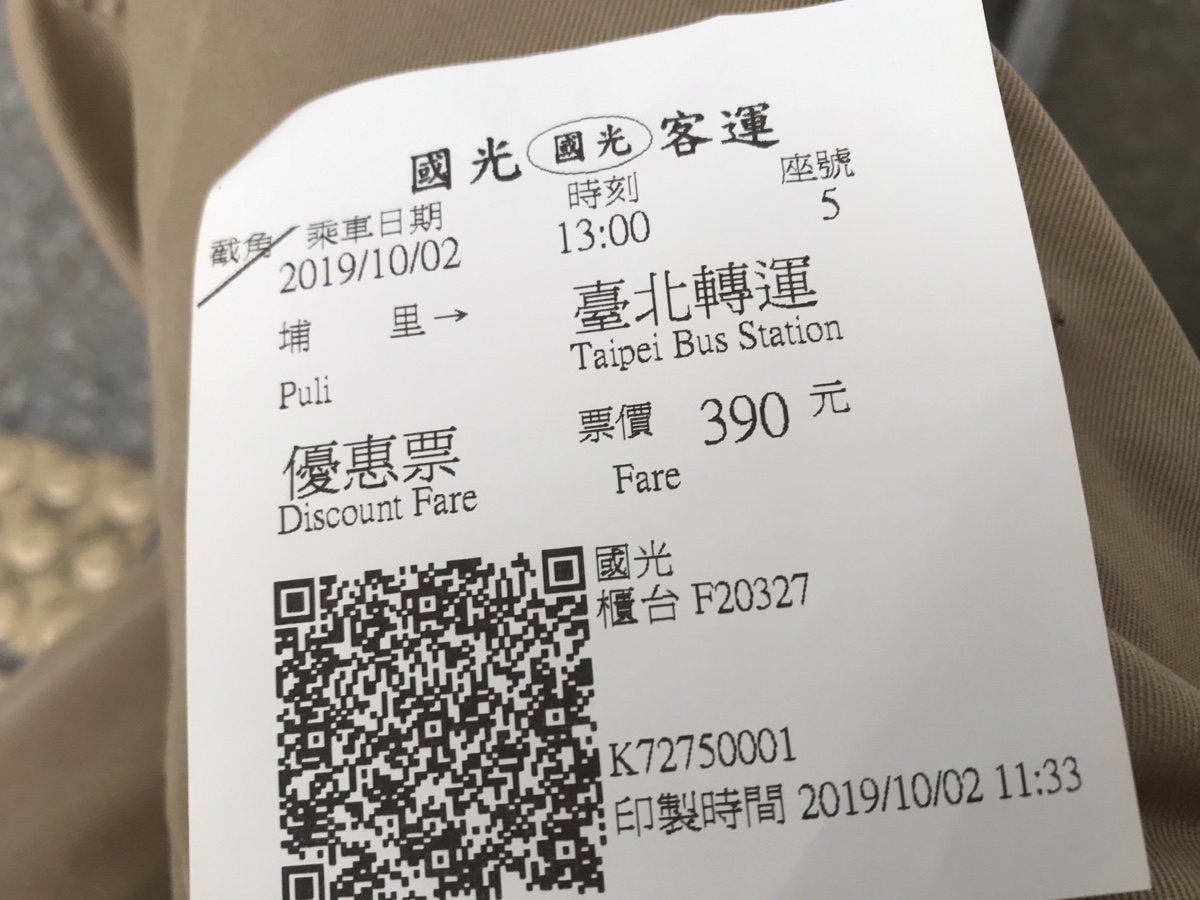 國光 國光 客運
截角 乘車日期 時刻 座號
2019/10/02 13:00 5
埔里→ 臺北轉運
Puli Taipei Bus Station
優惠票 票價 390 元
Discount Fare Fare
國光
櫃台 F20327
K72750001
印製時間 2019/10/02 11:33